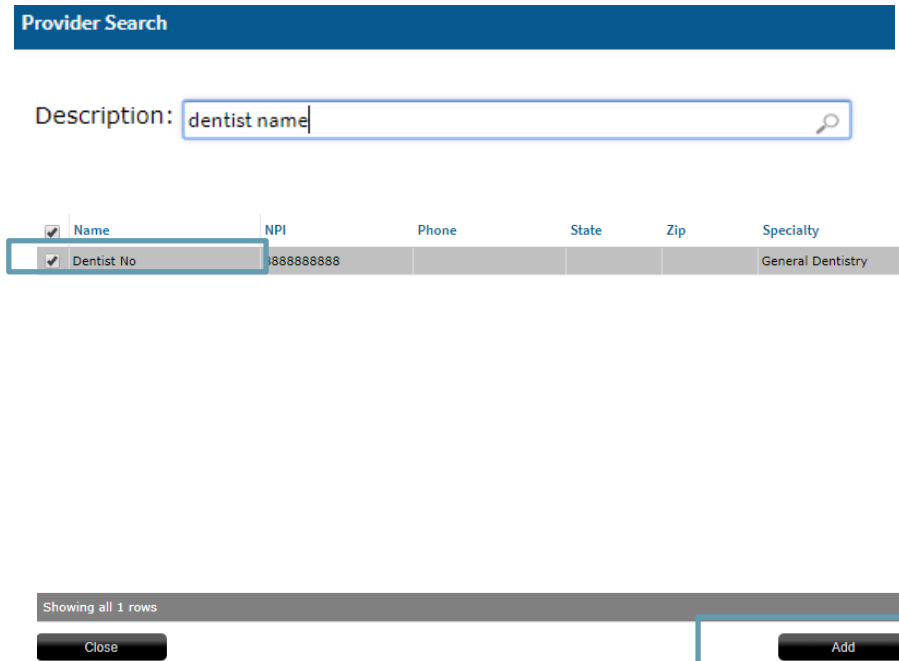 Provider Search
Description: dentist name
Name NPI Phone State Zip Specialty
Dentist No 8888888888 General Dentistry
Showing all 1 rows
Close Add